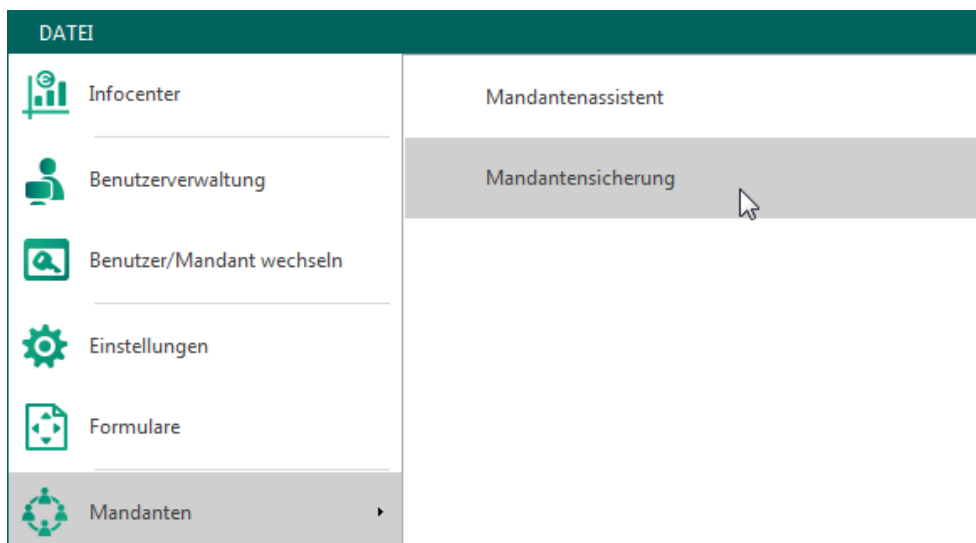 DATEI
Infocenter
Benutzerverwaltung
Benutzer/Mandant wechseln
Einstellungen
Formulare
Mandanten
Mandantenassistent
Mandantensicherung